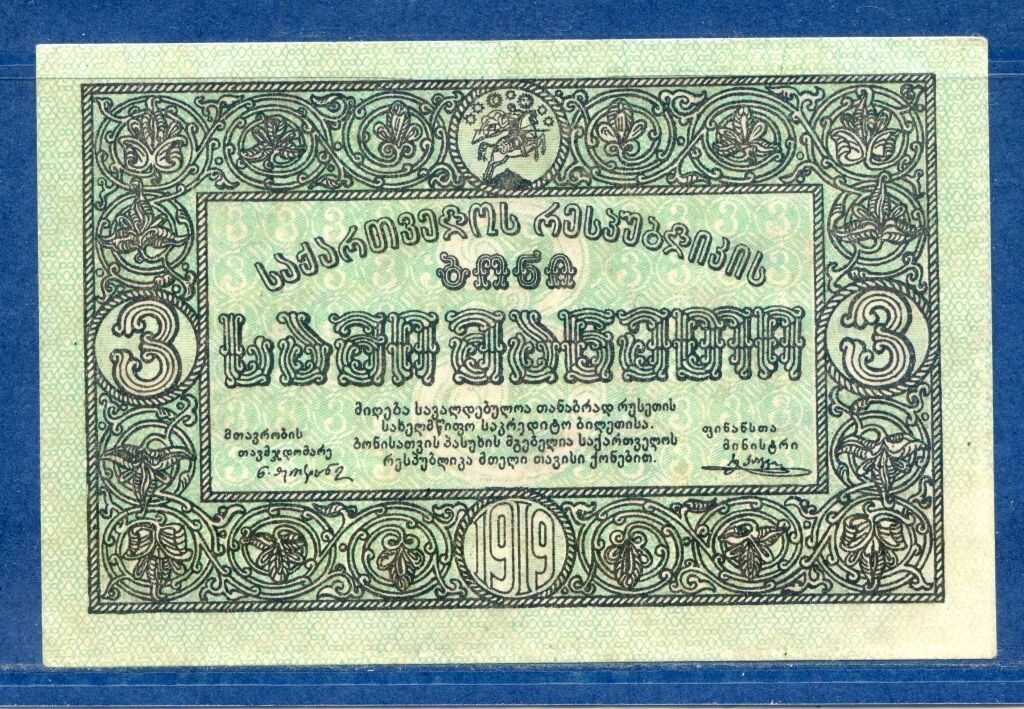 საქართველოს რესპუბლიკის
ბონი
სამი მანეთი
3
3
მიღება სავალდებულოა თანაბრად რუსეთის
სახელმწიფო საკრედიტო ბილეთისა.
ბონისათვის პასუხის მგებელია საქართველოს
რესპუბლიკა მთელი თავისი ქონებით.
მთავრობის
თავმჯდომარე
ფინანსთა
მინისტრი
1919